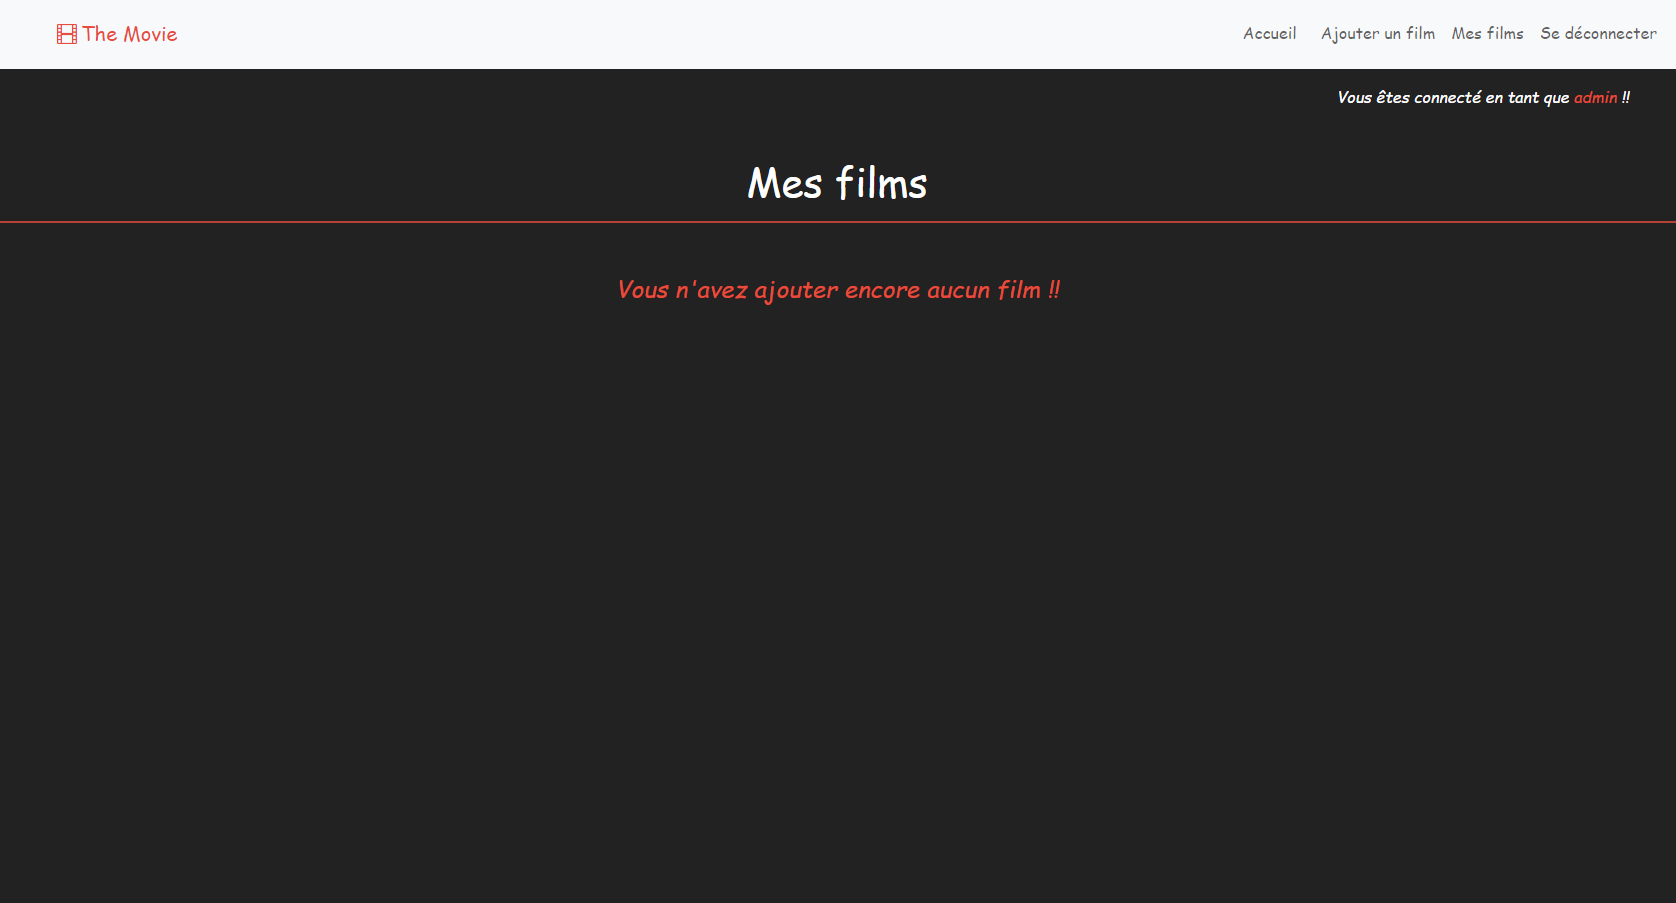 The Movie
Accueil Ajouter un film Mes films Se déconnecter
Vous êtes connecté en tant que admin !!
Mes films
Vous n'avez ajouter encore aucun film !!